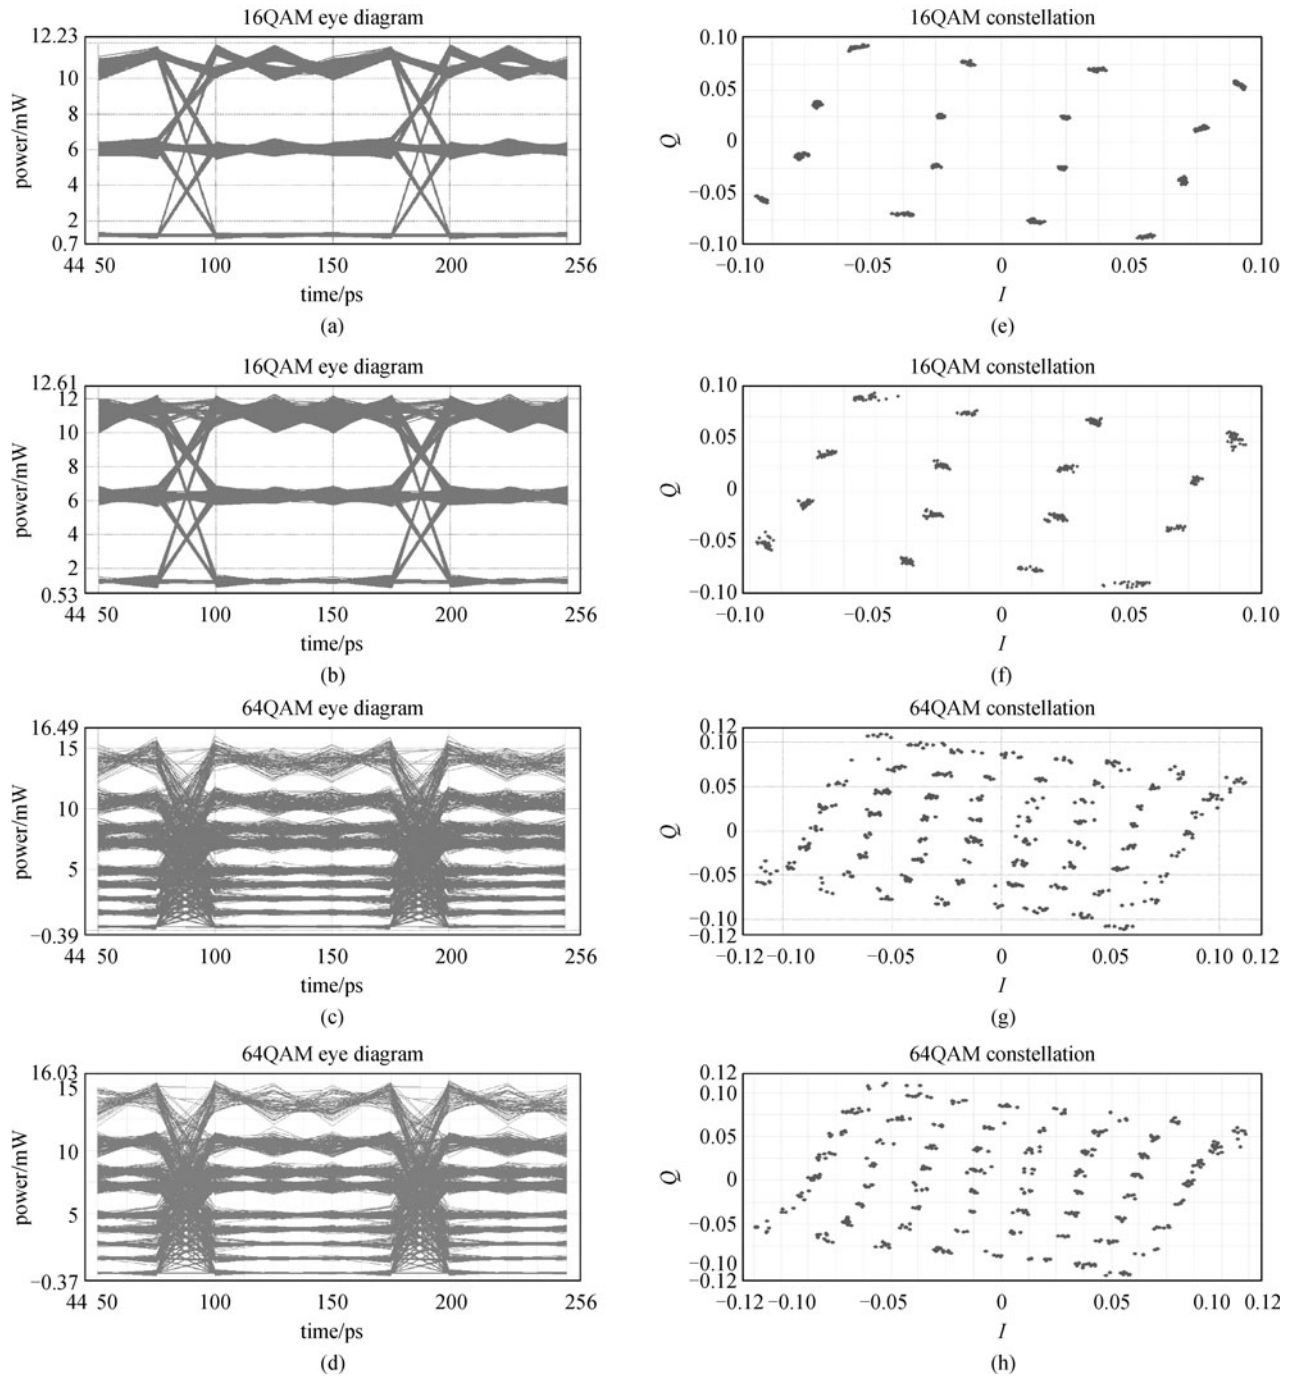 16QAM eye diagram
12.23
10
8
6
4
2
0.7
power/mW
44 50 100 150 200 256
time/ps
(a)
16QAM constellation
0.10
0.05
0
−0.05
−0.10
Q
−0.10 −0.05 0 0.05 0.10
I
(e)
16QAM eye diagram
12.61
12
10
8
6
4
2
0.53
power/mW
44 50 100 150 200 256
time/ps
(b)
16QAM constellation
0.10
0.05
0
−0.05
−0.10
Q
−0.10 −0.05 0 0.05 0.10
I
(f)
64QAM eye diagram
16.49
15
10
5
−0.39
power/mW
44 50 100 150 200 256
time/ps
(c)
64QAM constellation
0.12
0.10
0.05
0
−0.05
−0.10
−0.12
Q
−0.12 −0.10 −0.05 0 0.05 0.10 0.12
I
(g)
64QAM eye diagram
16.03
15
10
5
−0.37
power/mW
44 50 100 150 200 256
time/ps
(d)
64QAM constellation
0.12
0.10
0.05
0
−0.05
−0.10
−0.12
Q
−0.12 −0.10 −0.05 0 0.05 0.10 0.12
I
(h)